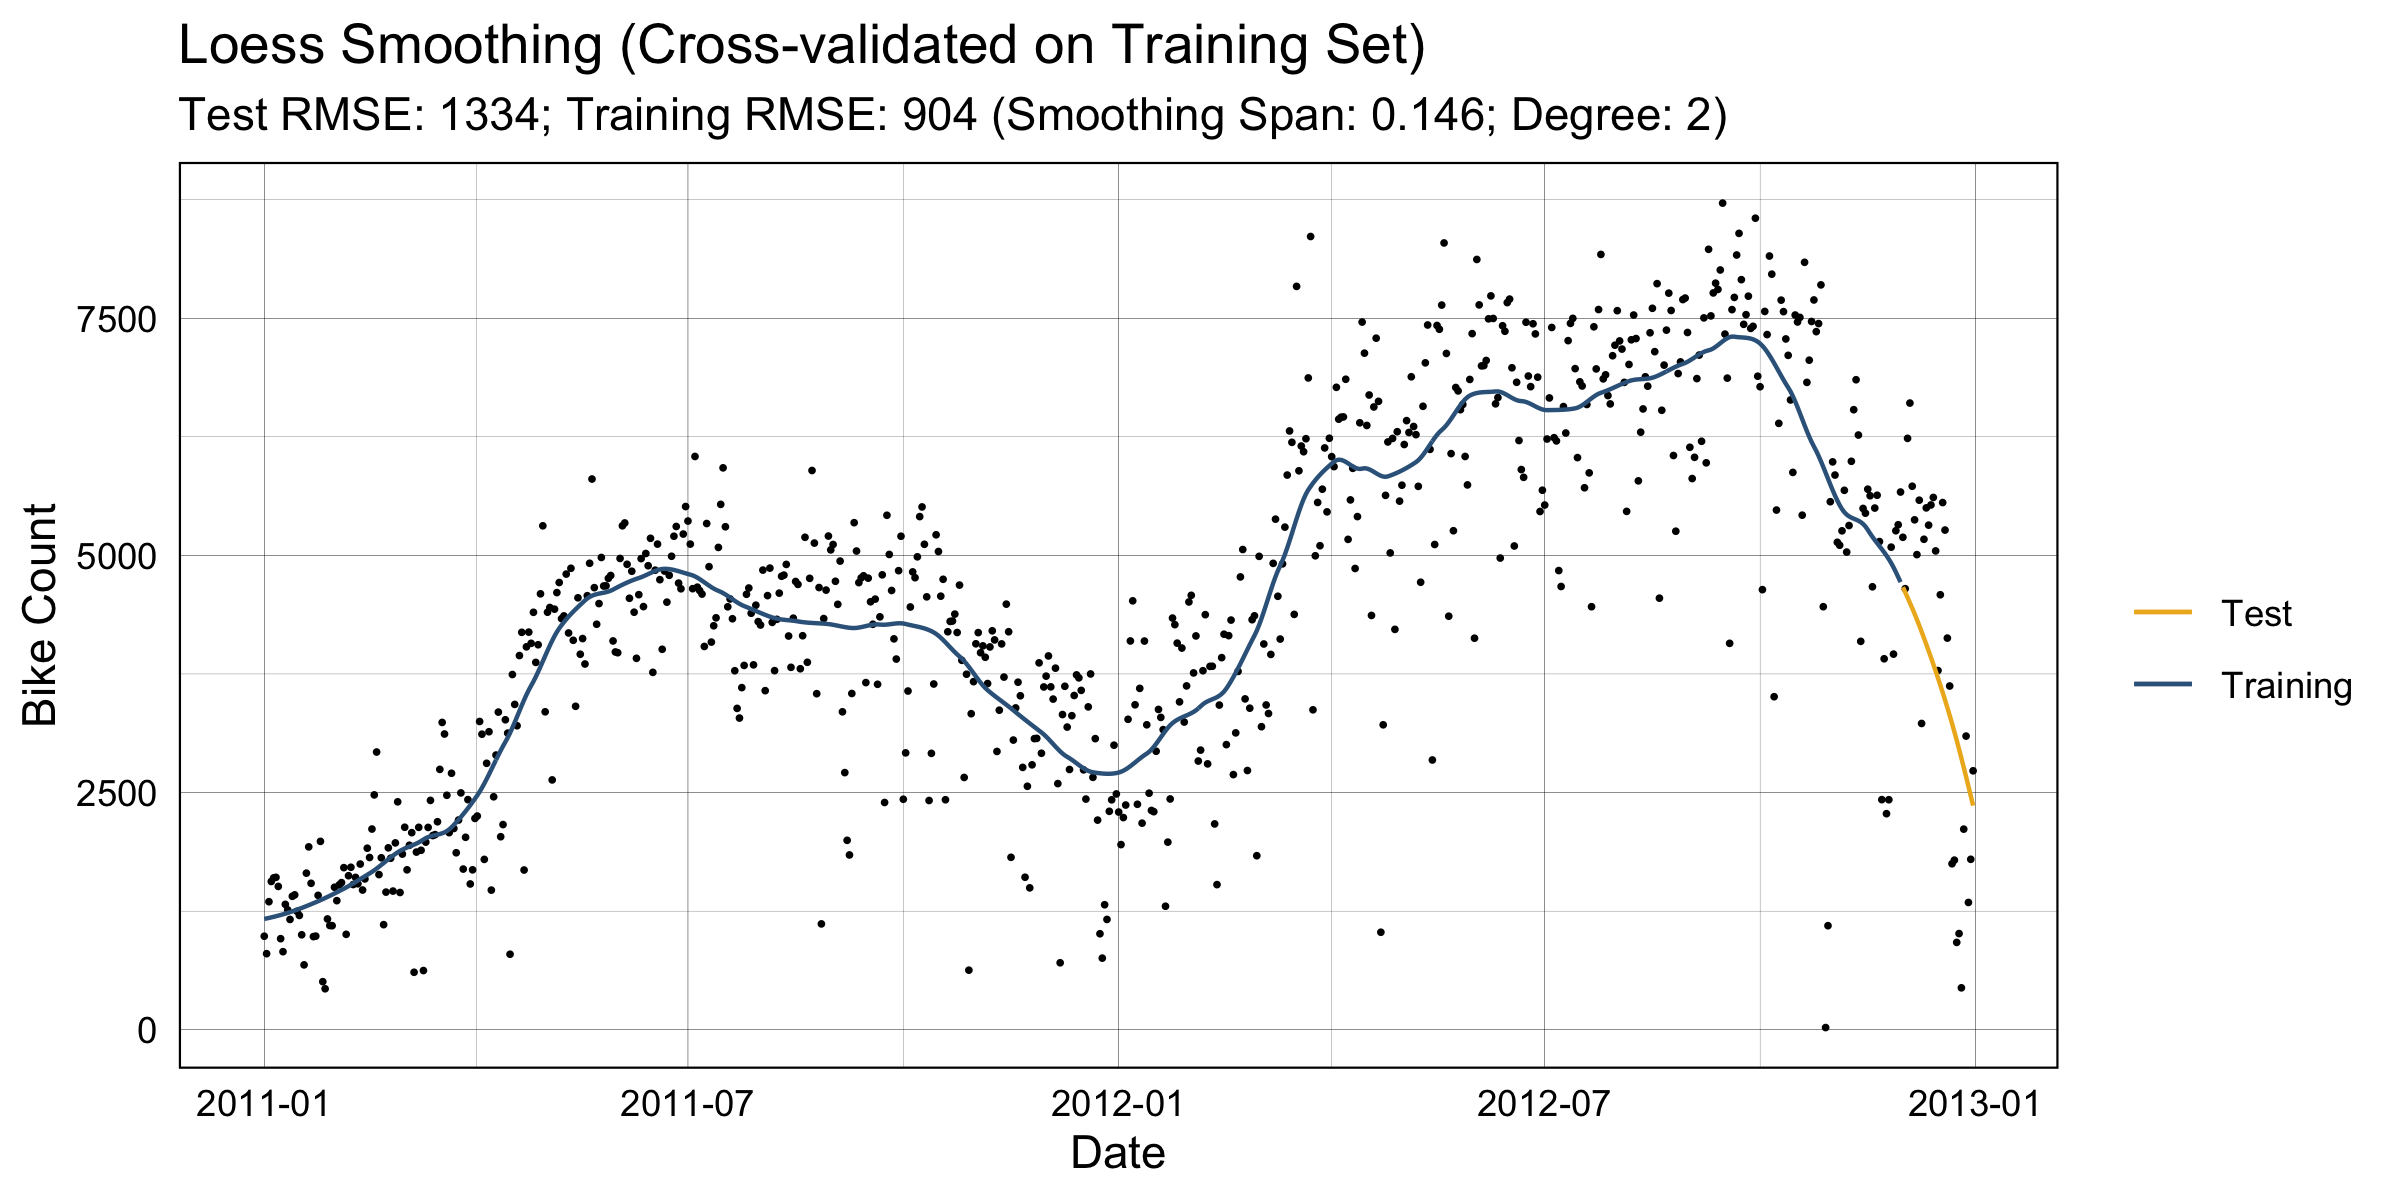 Loess Smoothing (Cross-validated on Training Set)
Test RMSE: 1334; Training RMSE: 904 (Smoothing Span: 0.146; Degree: 2)
Bike Count
7500
5000
2500
0
2011-01
2011-07
2012-01
2012-07
2013-01
Date
Test
Training